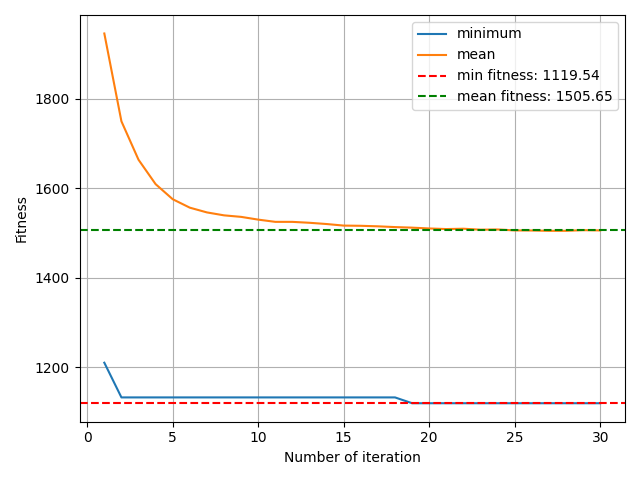 minimum
mean
min fitness: 1119.54
mean fitness: 1505.65
1800
1600
1400
1200
Fitness
0 5 10 15 20 25 30
Number of iteration